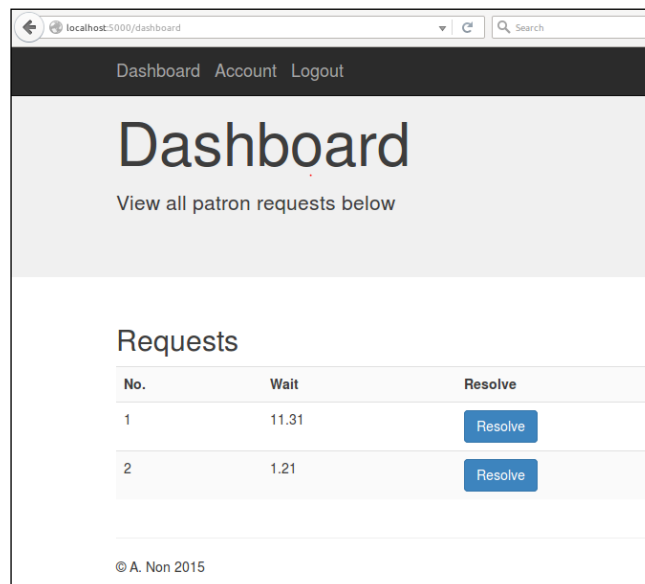 localhost:5000/dashboard
Search
Dashboard Account Logout
Dashboard
View all patron requests below
Requests
No. Wait Resolve
1 11.31 Resolve
2 1.21 Resolve
© A. Non 2015